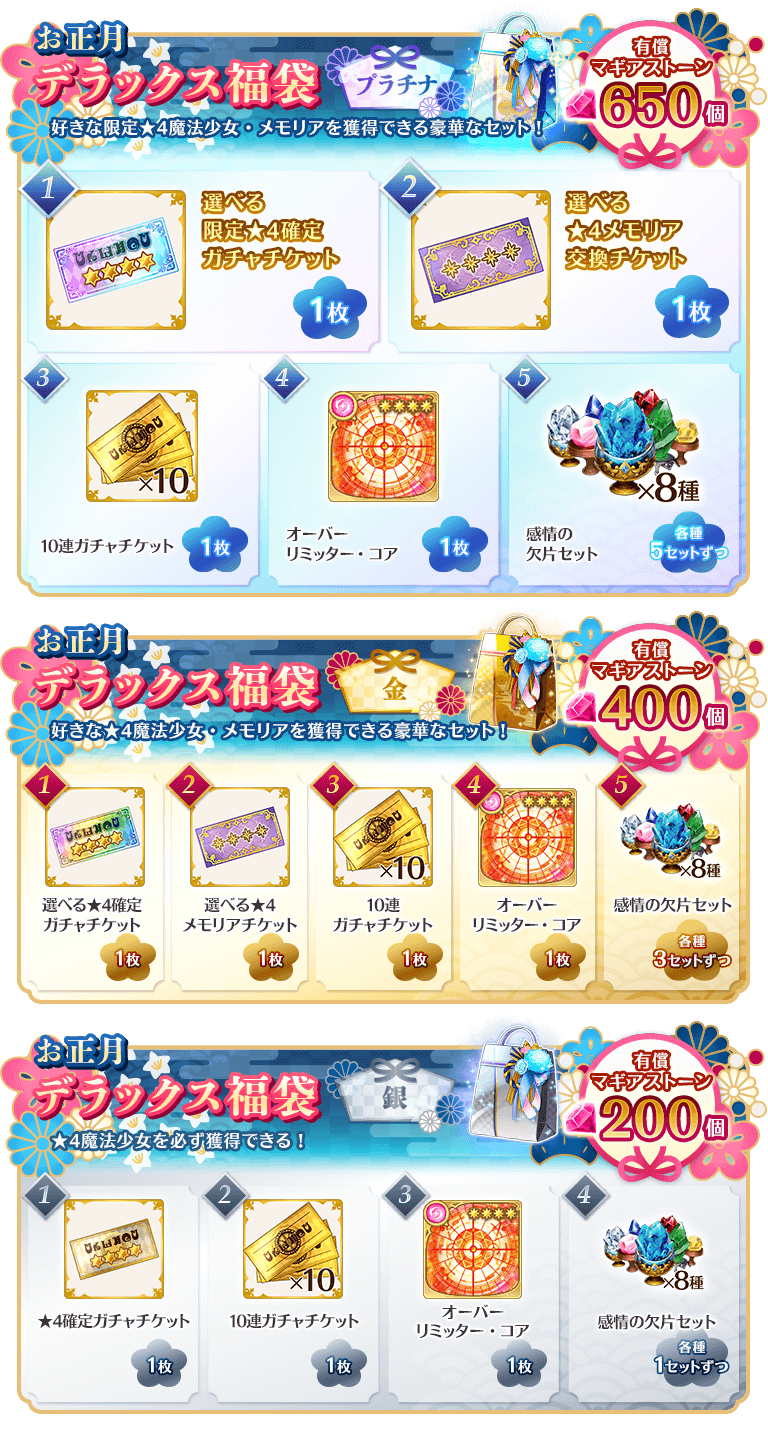 お正月
デラックス福袋
プラチナ
好きな限定★4魔法少女・メモリアを獲得できる豪華なセット！
有償
マギアストーン
650個
1
選べる
限定★4確定
ガチャチケット
1枚
2
選べる
★4メモリア
交換チケット
1枚
3
×10
10連ガチャチケット
1枚
4
オーバー
リミッター・コア
1枚
5
×8種
感情の
欠片セット
各種
5セットずつ
お正月
デラックス福袋
金
好きな★4魔法少女・メモリアを獲得できる豪華なセット！
有償
マギアストーン
400個
1
選べる★4確定
ガチャチケット
1枚
2
選べる★4
メモリアチケット
1枚
3
×10
10連
ガチャチケット
1枚
4
オーバー
リミッター・コア
1枚
5
×8種
感情の欠片セット
各種
3セットずつ
お正月
デラックス福袋
銀
★4魔法少女を必ず獲得できる！
有償
マギアストーン
200個
1
★4確定ガチャチケット
1枚
2
×10
10連ガチャチケット
1枚
3
オーバー
リミッター・コア
1枚
4
×8種
感情の欠片セット
各種
1セットずつ